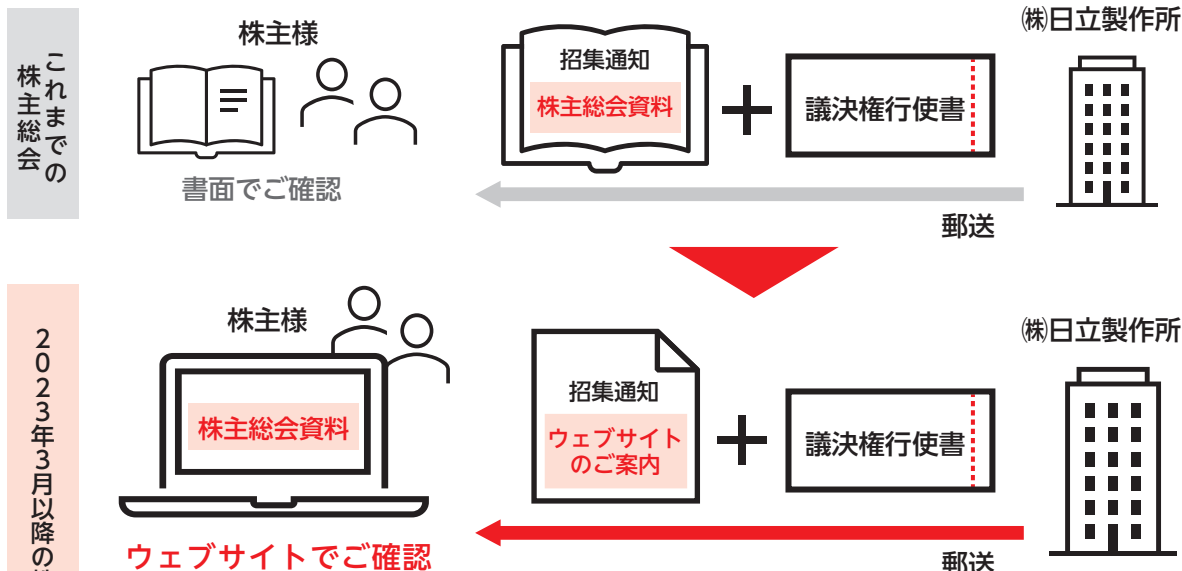 これまでの
株主総会
株主様
書面でご確認
招集通知
株主総会資料
議決権行使書
郵送
㈱日立製作所
2023年3月以降の
株主様
株主総会資料
ウェブサイトでご確認
招集通知
ウェブサイト
のご案内
議決権行使書
郵送
㈱日立製作所